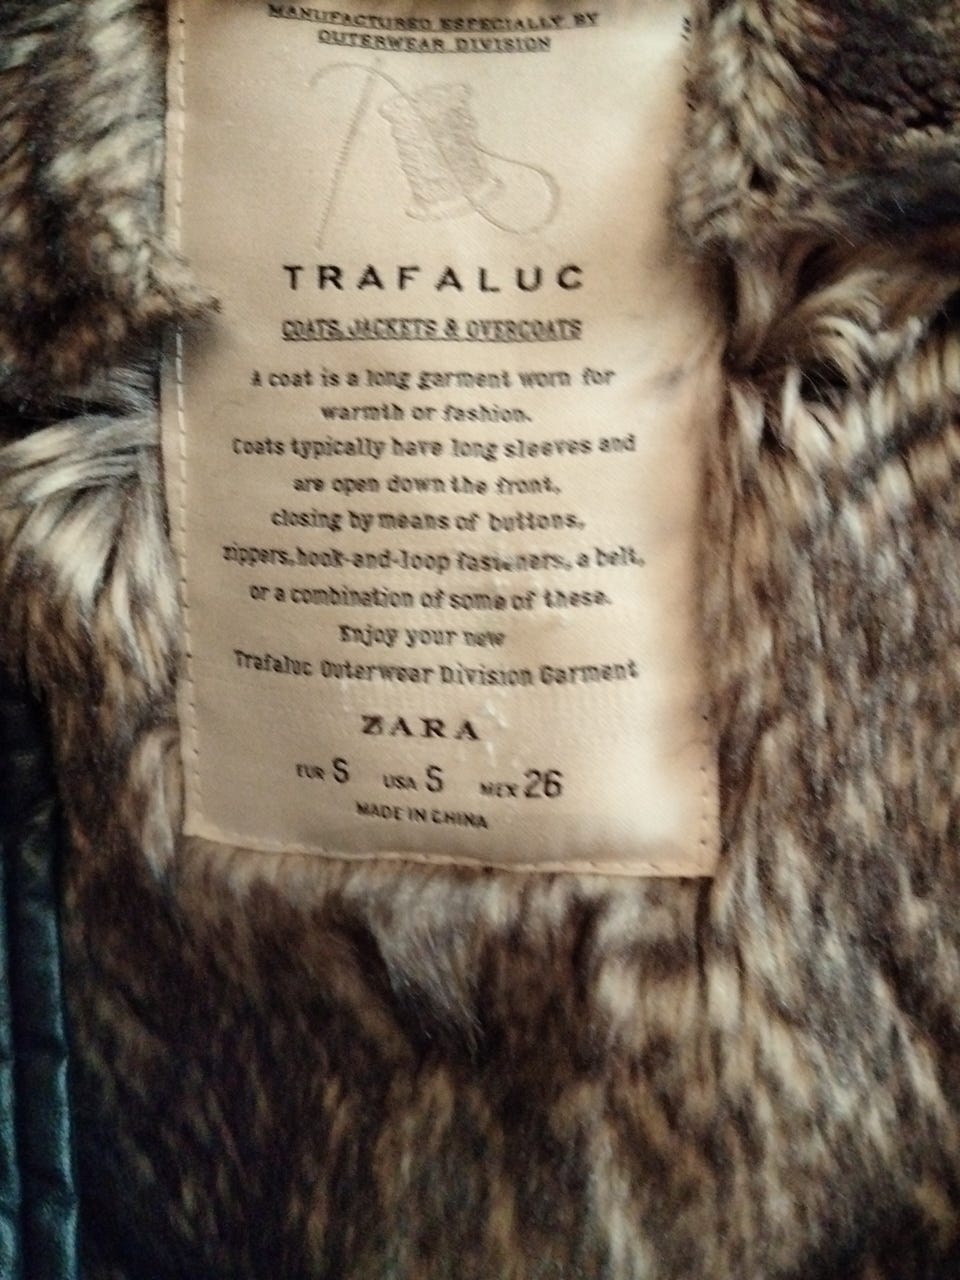 MANUFACTURED ESPECIALLY BY
OUTERWEAR DIVISION
TRAFALUC
COATS, JACKETS & OVERCOATS
A coat is a long garment worn for
warmth or fashion.
Coats typically have long sleeves and
are open down the front,
closing by means of buttons,
zippers, hook-and-loop fasteners, a belt,
or a combination of some of these.
Enjoy your new
Trafaluc Outerwear Division Garment
ZARA
EUR S USA S MEX 26
MADE IN CHINA